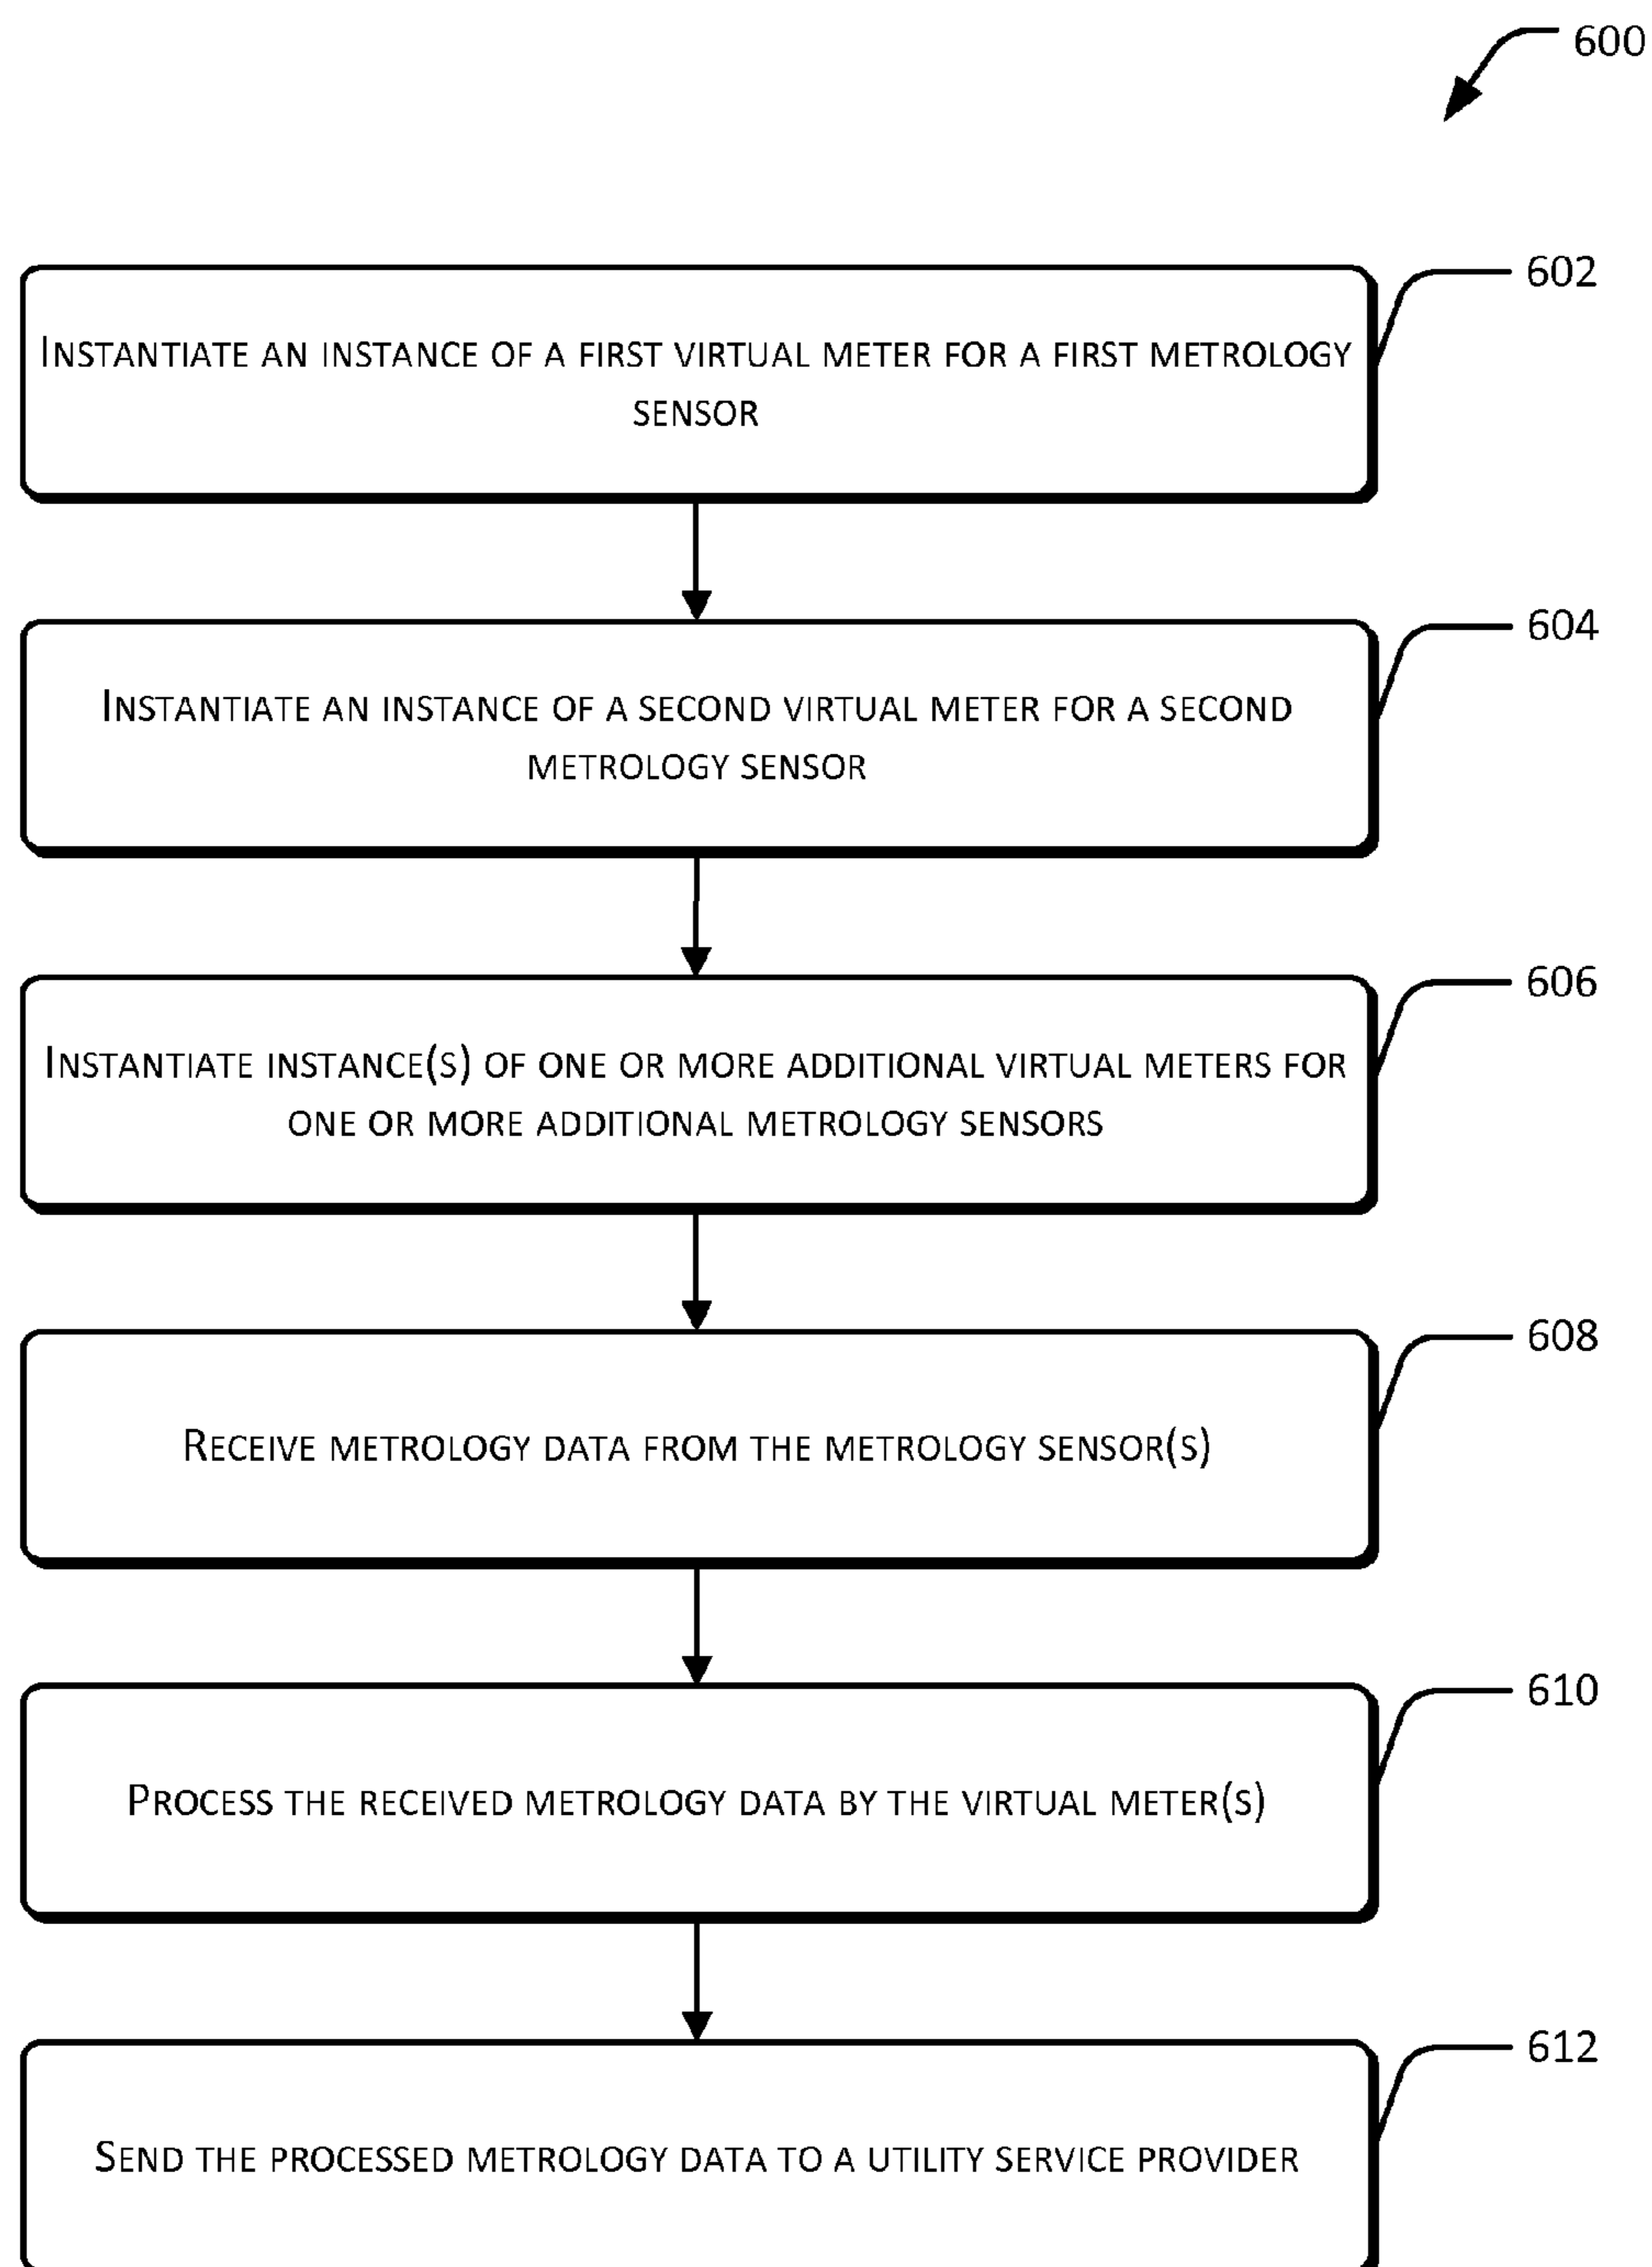 600
602
INSTANTIATE AN INSTANCE OF A FIRST VIRTUAL METER FOR A FIRST METROLOGY
SENSOR
604
INSTANTIATE AN INSTANCE OF A SECOND VIRTUAL METER FOR A SECOND
METROLOGY SENSOR
606
INSTANTIATE INSTANCE(S) OF ONE OR MORE ADDITIONAL VIRTUAL METERS FOR
ONE OR MORE ADDITIONAL METROLOGY SENSORS
608
RECEIVE METROLOGY DATA FROM THE METROLOGY SENSOR(S)
610
PROCESS THE RECEIVED METROLOGY DATA BY THE VIRTUAL METER(S)
612
SEND THE PROCESSED METROLOGY DATA TO A UTILITY SERVICE PROVIDER